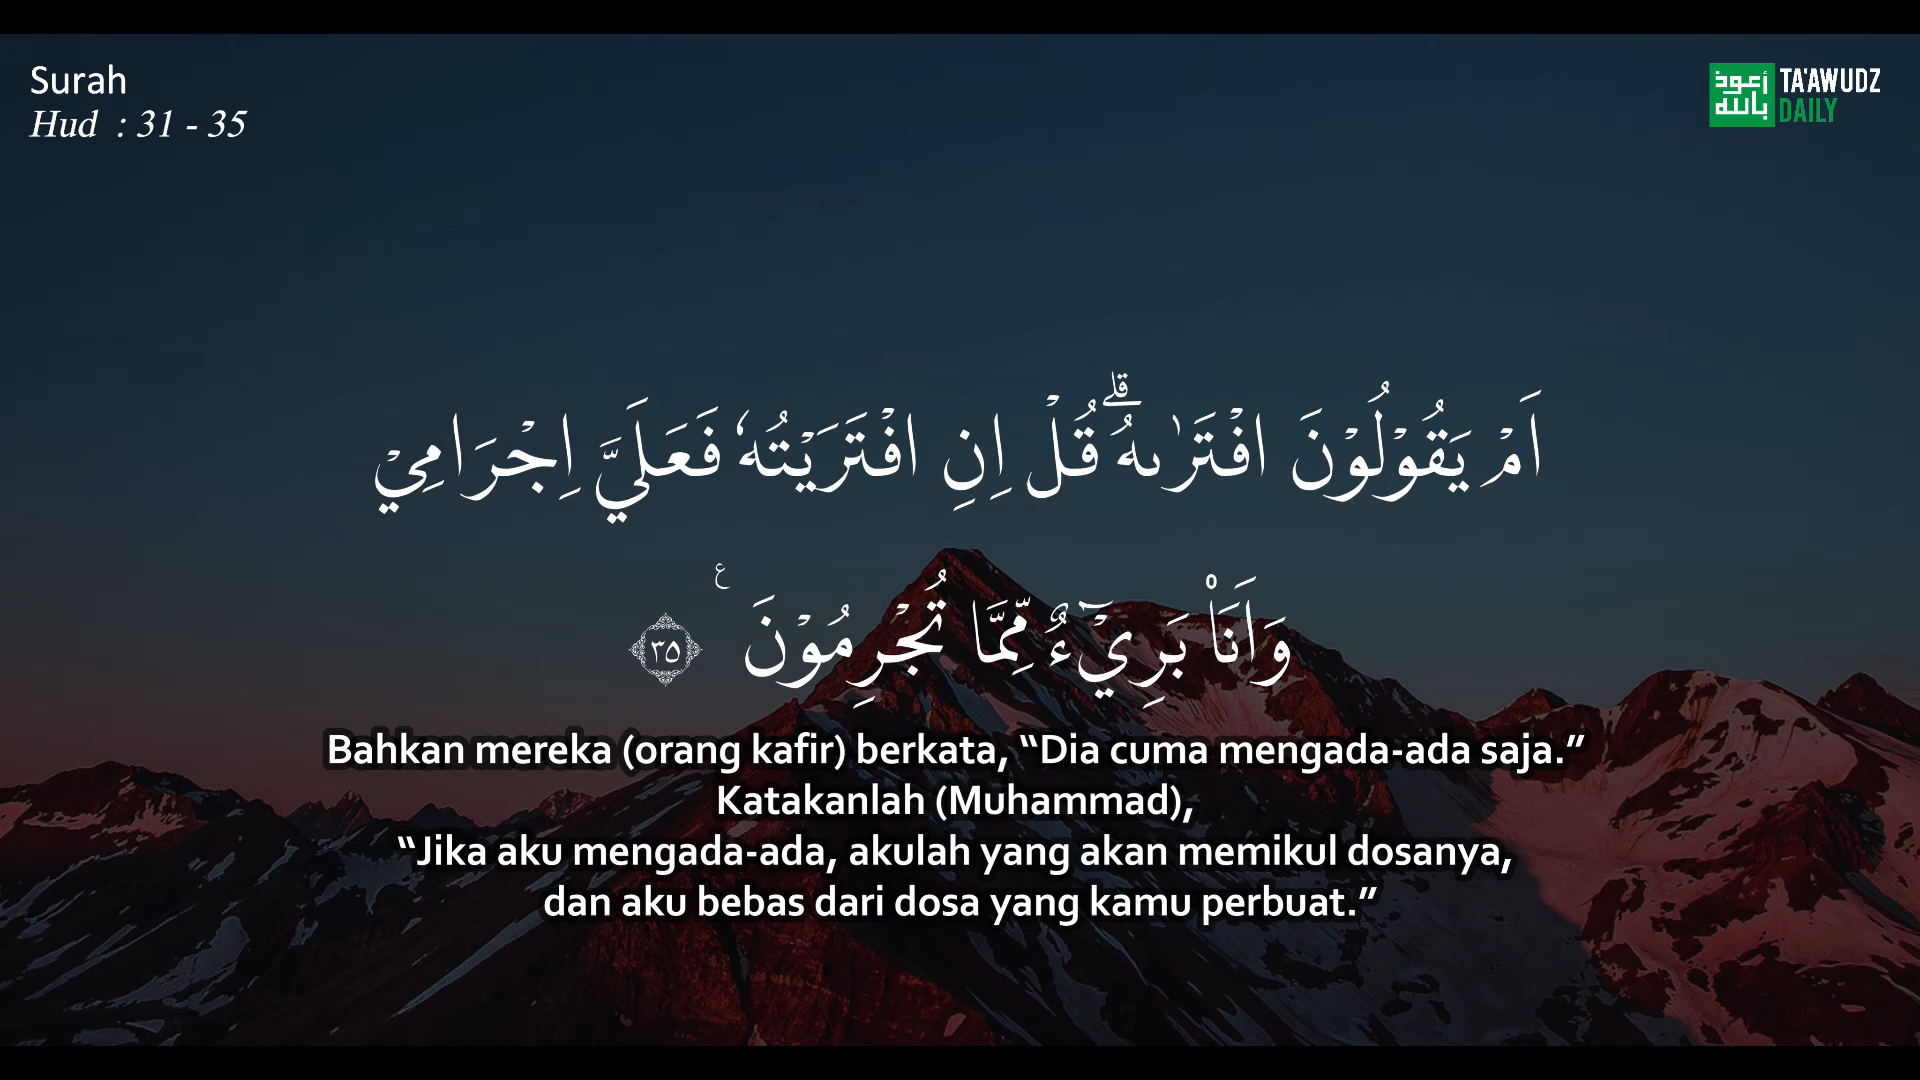 Surah
Hud : 31 - 35
أعوذ
بالله
TA'AWUDZ
DAILY
اَمْ يَقُوْلُوْنَ افْتَرٰىهُۗ قُلْ اِنِ افْتَرَيْتُهٗ فَعَلَيَّ اِجْرَامِيْ
وَاَنَا۠ بَرِيْۤءٌ مِّمَّا تُجْرِمُوْنَ ࣖ ٣٥
Bahkan mereka (orang kafir) berkata, “Dia cuma mengada-ada saja.”
Katakanlah (Muhammad),
“Jika aku mengada-ada, akulah yang akan memikul dosanya,
dan aku bebas dari dosa yang kamu perbuat.”